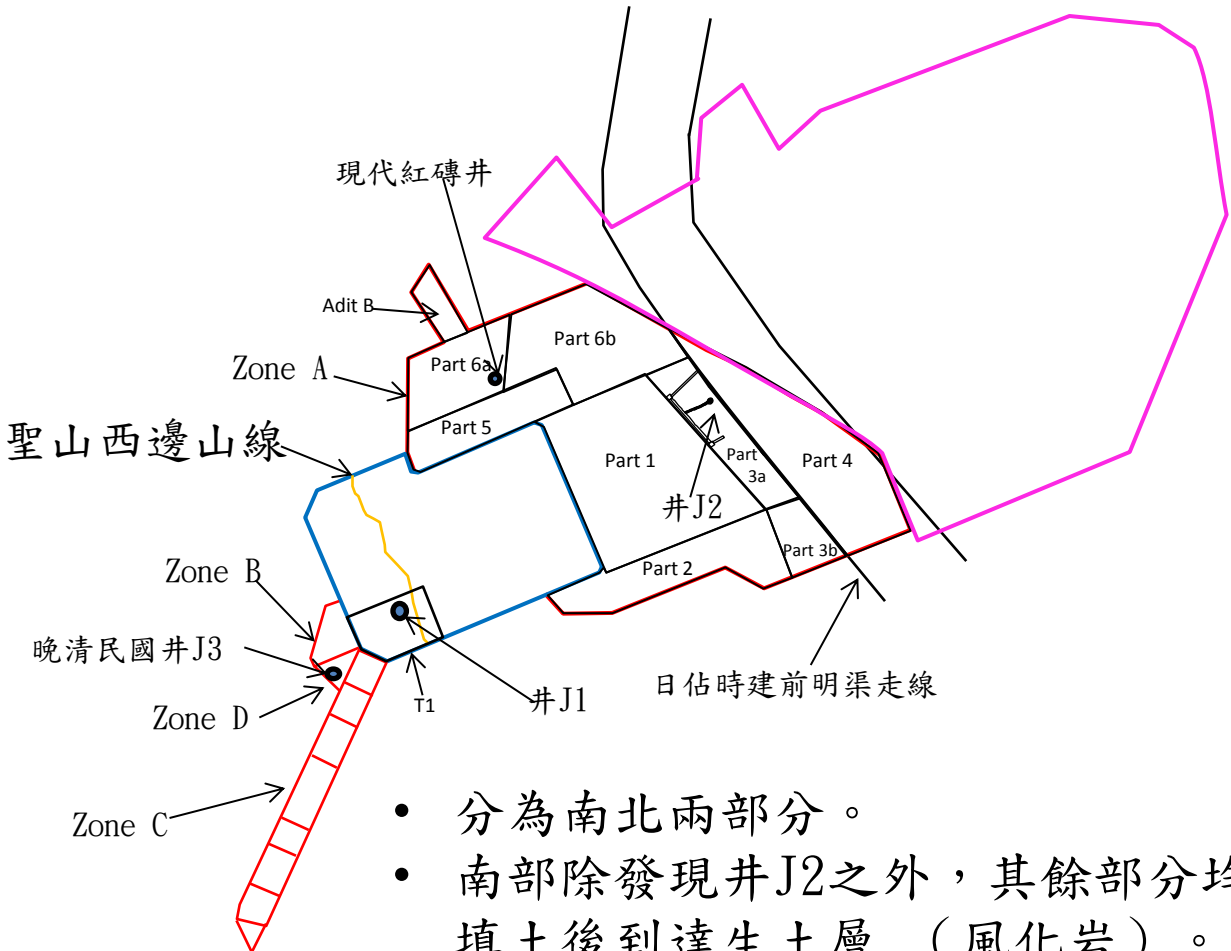 現代紅磚井
Adit B
Part 6b
Part 6a
Zone A
Part 5
聖山西邊山線
Part 1
Part 3a
Part 4
井J2
Part 3b
Zone B
Part 2
晚清民國井J3
日佔時建前明渠走線
井J1
T1
Zone D
Zone C
• 分為南北兩部分。
• 南部除發現井J2之外，其餘部分均
填土後到達生土層 （風化岩）。